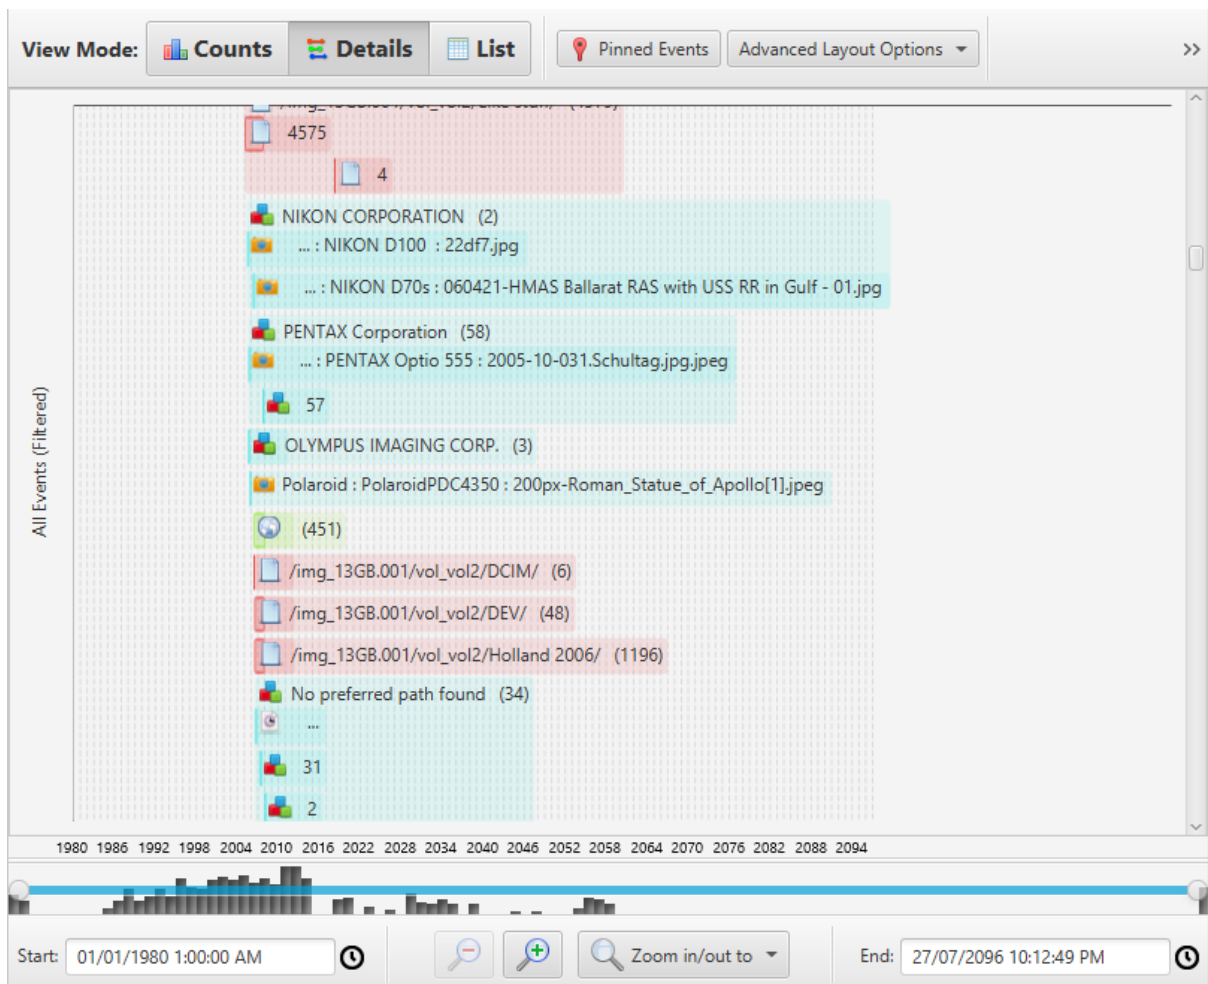 View Mode: Counts Details List Pinned Events Advanced Layout Options >>
4575
4
NIKON CORPORATION (2)
... : NIKON D100 : 22df7.jpg
... : NIKON D70s : 060421-HMAS Ballarat RAS with USS RR in Gulf - 01.jpg
PENTAX Corporation (58)
... : PENTAX Optio 555 : 2005-10-031.Schultag.jpg.jpeg
57
OLYMPUS IMAGING CORP. (3)
Polaroid : PolaroidPDC4350 : 200px-Roman_Statue_of_Apollo[1].jpeg
(451)
/img_13GB.001/vol_vol2/DCIM/ (6)
/img_13GB.001/vol_vol2/DEV/ (48)
/img_13GB.001/vol_vol2/Holland 2006/ (1196)
No preferred path found (34)
...
31
2
All Events (Filtered)
1980 1986 1992 1998 2004 2010 2016 2022 2028 2034 2040 2046 2052 2058 2064 2070 2076 2082 2088 2094
Start: 01/01/1980 1:00:00 AM Zoom in/out to End: 27/07/2096 10:12:49 PM